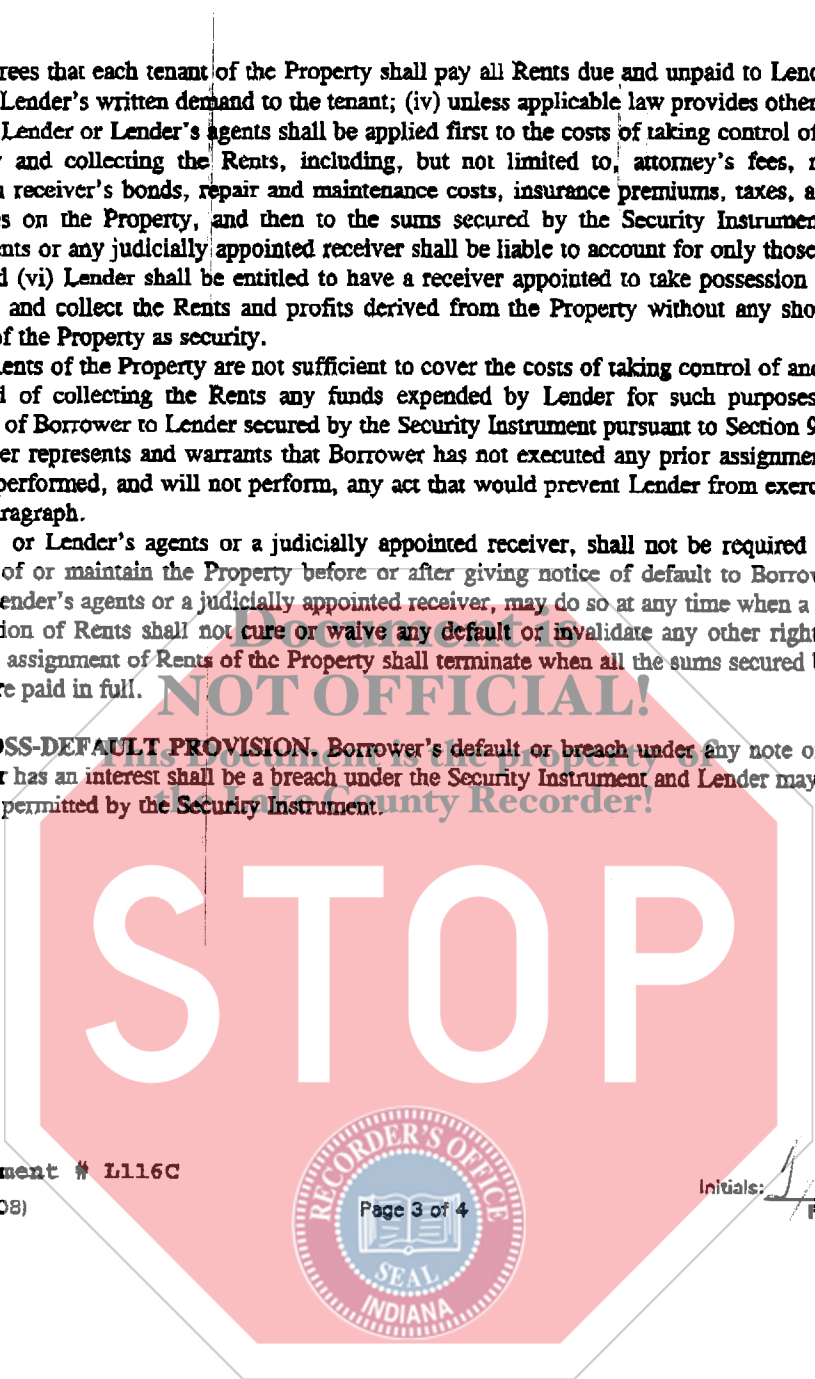 rees that each tenant of the Property shall pay all Rents due and unpaid to Lend
Lender's written demand to the tenant; (iv) unless applicable law provides other
Lender or Lender's agents shall be applied first to the costs of taking control of
and collecting the Rents, including, but not limited to, attorney's fees, r
receiver's bonds, repair and maintenance costs, insurance premiums, taxes, a
s on the Property, and then to the sums secured by the Security Instrumen
nts or any judicially appointed receiver shall be liable to account for only those
d (vi) Lender shall be entitled to have a receiver appointed to take possession
and collect the Rents and profits derived from the Property without any sho
of the Property as security.
ents of the Property are not sufficient to cover the costs of taking control of and
d of collecting the Rents any funds expended by Lender for such purposes
of Borrower to Lender secured by the Security Instrument pursuant to Section 9
er represents and warrants that Borrower has not executed any prior assignmen
performed, and will not perform, any act that would prevent Lender from exerc
ragraph.
or Lender's agents or a judicially appointed receiver, shall not be required
of or maintain the Property before or after giving notice of default to Borrow
ender's agents or a judicially appointed receiver, may do so at any time when a
Document is
ion of Rents shall not cure or waive any default or invalidate any other right
assignment of Rents of the Property shall terminate when all the sums secured b
re paid in full.
NOT OFFICIAL!
OSS-DEFAULT PROVISION. Borrower's default or breach under any note o
This Document is the property of
r has an interest shall be a breach under the Security Instrument and Lender may
permitted by the Security Instrument.
the Lake County Recorder!
STOP
ment # L116C
Initials:
08)
Page 3 of 4
RECORDER'S OFFICE
SEAL
INDIANA